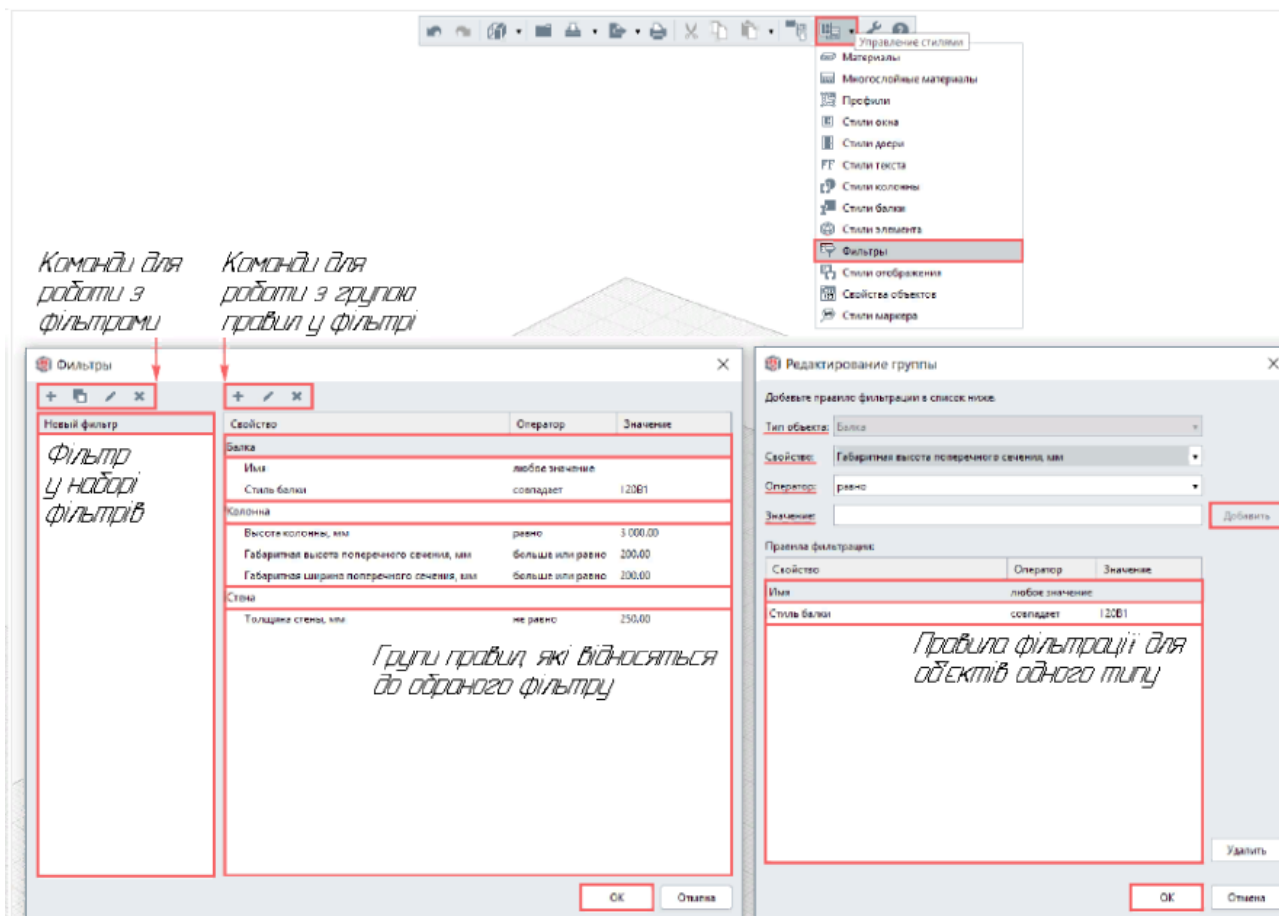 Управление стилями
Материалы
Многослойные материалы
Профили
Стили окна
Стили двери
Стили текста
Стили колонны
Стили балки
Стили элемента
Фильтры
Стили отображения
Свойства объектов
Стили маркера
Команди для
роботи з
фільтрами
Команди для
роботи з групою
правил у фільтрі
Фильтры
Новый фильтр
Фільтр
у наборі
фільтрів
Свойство Оператор Значение
Балка
Имя любое значение
Стиль балки совпадает I20В1
Колонна
Высота колонны, мм равно 3 000.00
Габаритная высота поперечного сечения, мм больше или равно 200.00
Габаритная ширина поперечного сечения, мм больше или равно 200.00
Стена
Толщина стены, мм не равно 250.00
Групи правил, які відносяться
до обраного фільтру
OK Отмена
Редактирование группы
Добавьте правило фильтрации в список ниже.
Тип объекта: Балка
Свойство: Габаритная высота поперечного сечения, мм
Оператор: равно
Значение:
Добавить
Правила фильтрации:
Свойство Оператор Значение
Имя любое значение
Стиль балки совпадает I20В1
Правила фільтрації для
об'єктів одного типу
Удалить
OK Отмена